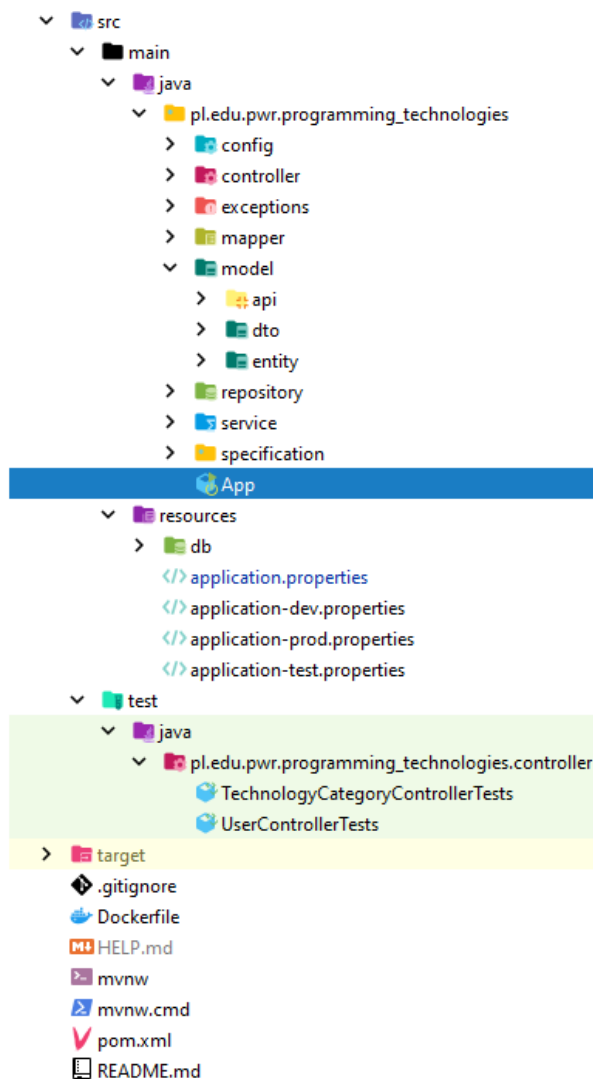 src
main
java
pl.edu.pwr.programming_technologies
config
controller
exceptions
mapper
model
api
dto
entity
repository
service
specification
App
resources
db
application.properties
application-dev.properties
application-prod.properties
application-test.properties
test
java
pl.edu.pwr.programming_technologies.controller
TechnologyCategoryControllerTests
UserControllerTests
target
.gitignore
Dockerfile
HELP.md
mvnw
mvnw.cmd
pom.xml
README.md